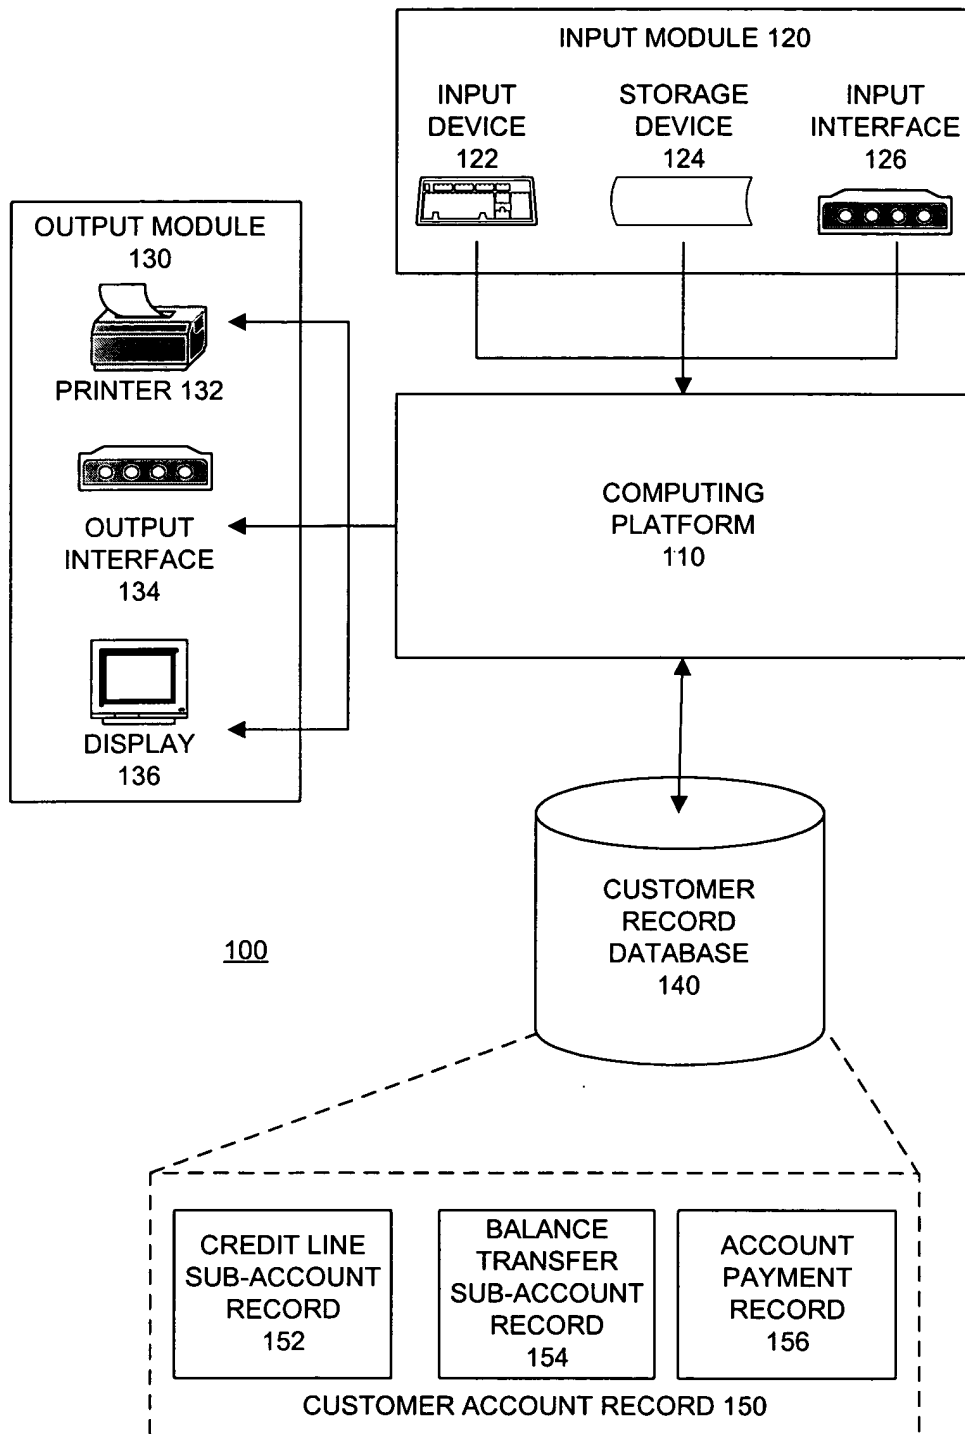 INPUT MODULE 120
INPUT
DEVICE
122
STORAGE
DEVICE
124
INPUT
INTERFACE
126
OUTPUT MODULE
130
PRINTER 132
OUTPUT
INTERFACE
134
DISPLAY
136
COMPUTING
PLATFORM
110
CUSTOMER
RECORD
DATABASE
140
100
CREDIT LINE
SUB-ACCOUNT
RECORD
152
BALANCE
TRANSFER
SUB-ACCOUNT
RECORD
154
ACCOUNT
PAYMENT
RECORD
156
CUSTOMER ACCOUNT RECORD 150